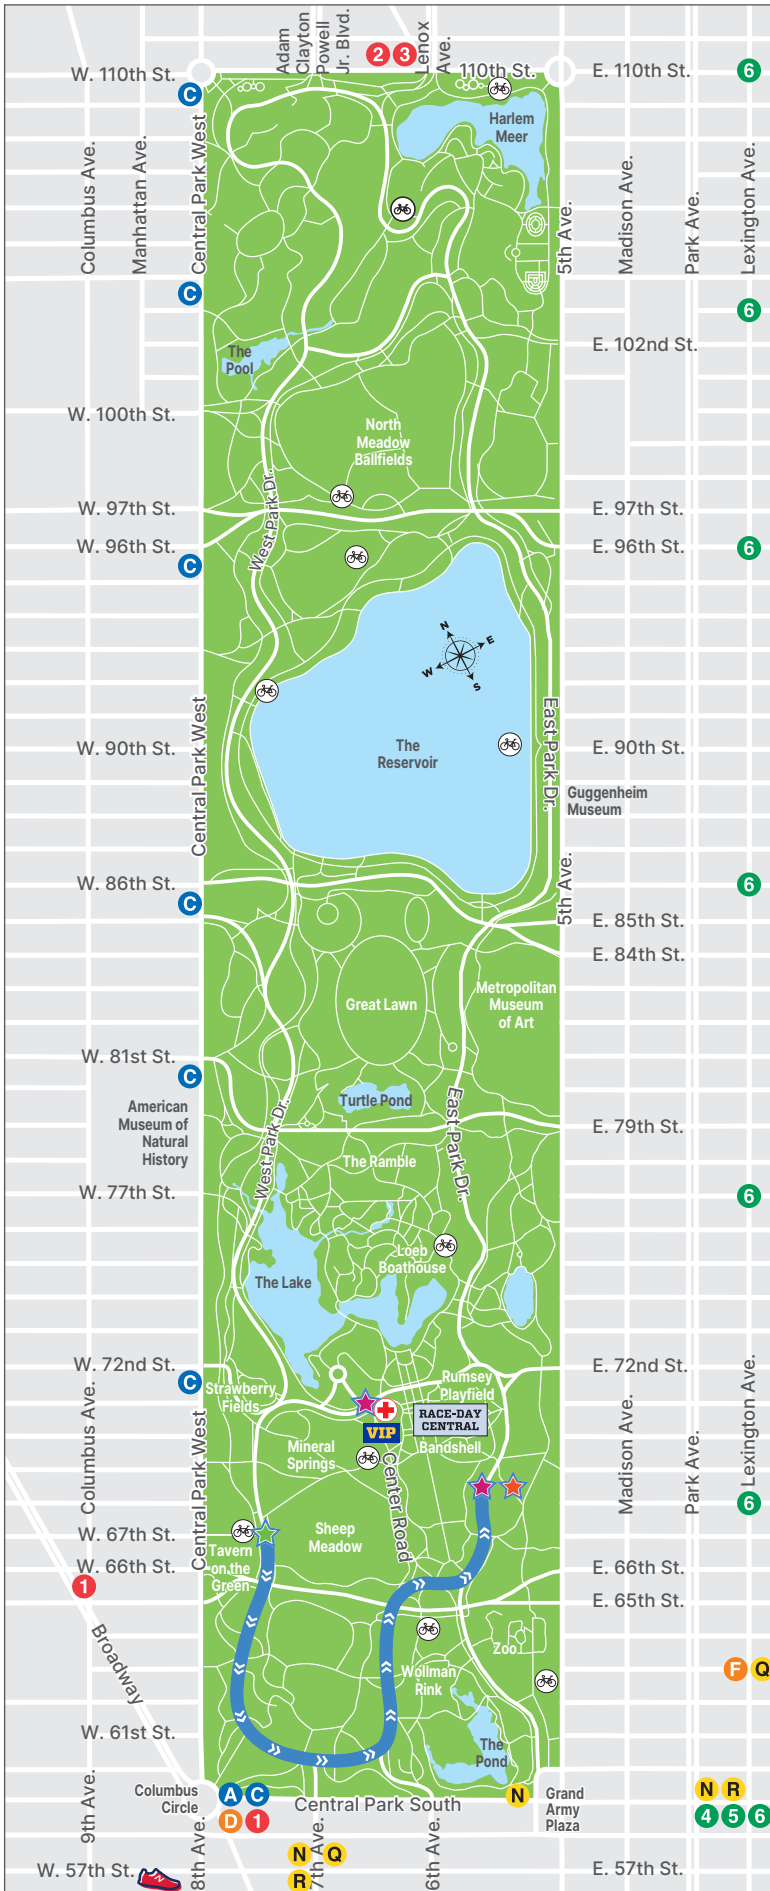 Adam
Clayton
Powell
Jr. Blvd.
2
3
Lenox
Ave.
W. 110th St.
110th St.
E. 110th St.
6
C
Harlem
Meer
Columbus Ave.
Manhattan Ave.
Central Park West
5th Ave.
Madison Ave.
Park Ave.
Lexington Ave.
C
6
The
Pool
E. 102nd St.
W. 100th St.
North
Meadow
Ballfields
West Park Dr.
W. 97th St.
E. 97th St.
W. 96th St.
E. 96th St.
6
C
N
E
W
S
Central Park West
W. 90th St.
The
Reservoir
East Park Dr.
E. 90th St.
Guggenheim
Museum
W. 86th St.
6
C
5th Ave.
E. 85th St.
E. 84th St.
Great Lawn
Metropolitan
Museum
of Art
W. 81st St.
C
American
Museum of
Natural
History
Turtle Pond
West Park Dr.
East Park Dr.
E. 79th St.
The Ramble
W. 77th St.
6
Loeb
Boathouse
The Lake
W. 72nd St.
E. 72nd St.
C
Strawberry
Fields
Rumsey
Playfield
Columbus Ave.
Central Park West
VIP
RACE-DAY
CENTRAL
Bandshell
Mineral
Springs
Center Road
Madison Ave.
Park Ave.
Lexington Ave.
6
W. 67th St.
Sheep
Meadow
Tavern
on the
Green
W. 66th St.
E. 66th St.
1
E. 65th St.
Broadway
Zoo
Wollman
Rink
F
Q
W. 61st St.
The
Pond
9th Ave.
Columbus
Circle
A
C
D
1
Central Park South
N
Grand
Army
Plaza
N
R
4
5
6
8th Ave.
7th Ave.
6th Ave.
N
Q
R
W. 57th St.
N
E. 57th St.